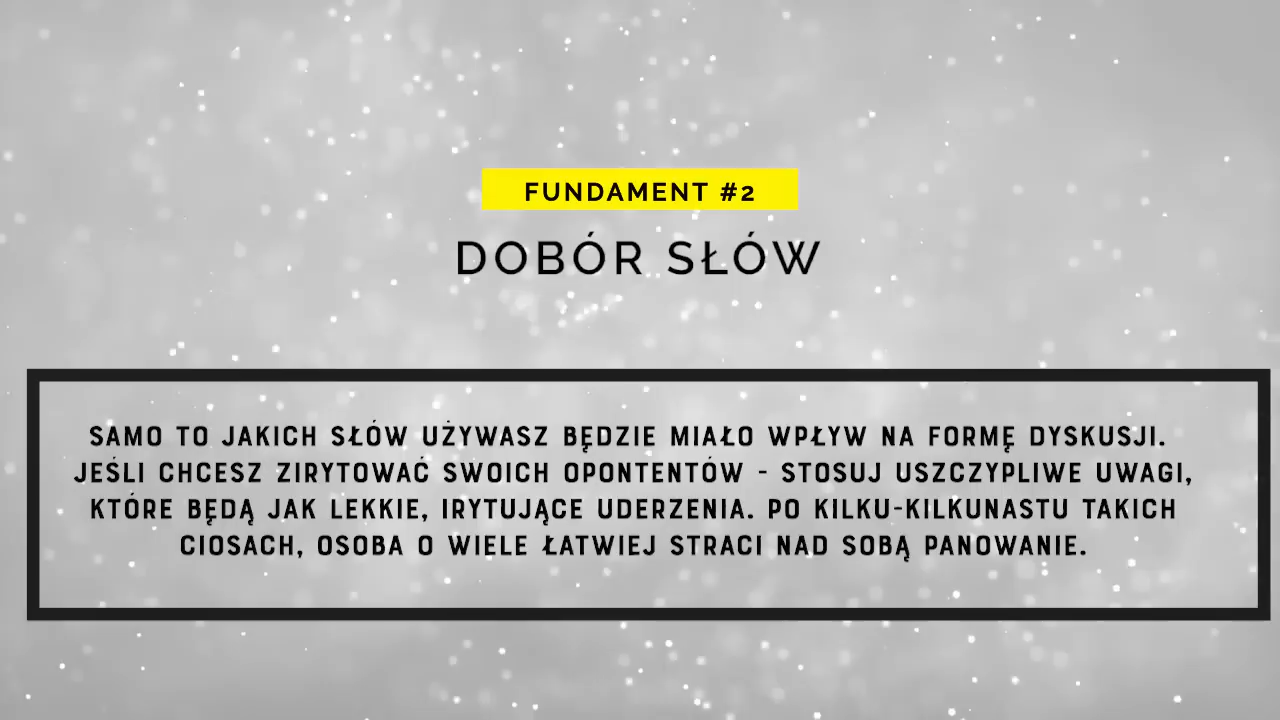 FUNDAMENT #2
DOBÓR SŁÓW
SAMO TO JAKICH SŁÓW UŻYWASZ BĘDZIE MIAŁO WPŁYW NA FORMĘ DYSKUSJI.
JEŚLI CHCESZ ZIRYTOWAĆ SWOICH OPONTENTÓW - STOSUJ USZCZYPLIWE UWAGI,
KTÓRE BĘDĄ JAK LEKKIE, IRYTUJĄCE UDERZENIA. PO KILKU-KILKUNASTU TAKICH
CIOSACH, OSOBA O WIELE ŁATWIEJ STRACI NAD SOBĄ PANOWANIE.